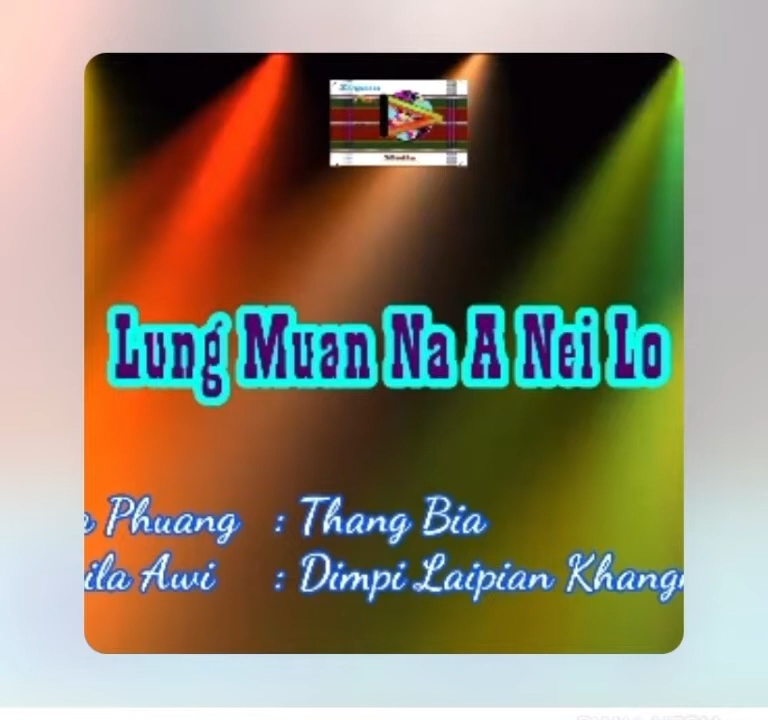 Lung Muan Na A Nei Lo
Phuang : Thang Bia
ila Awi : Dimpi Laipian Khang